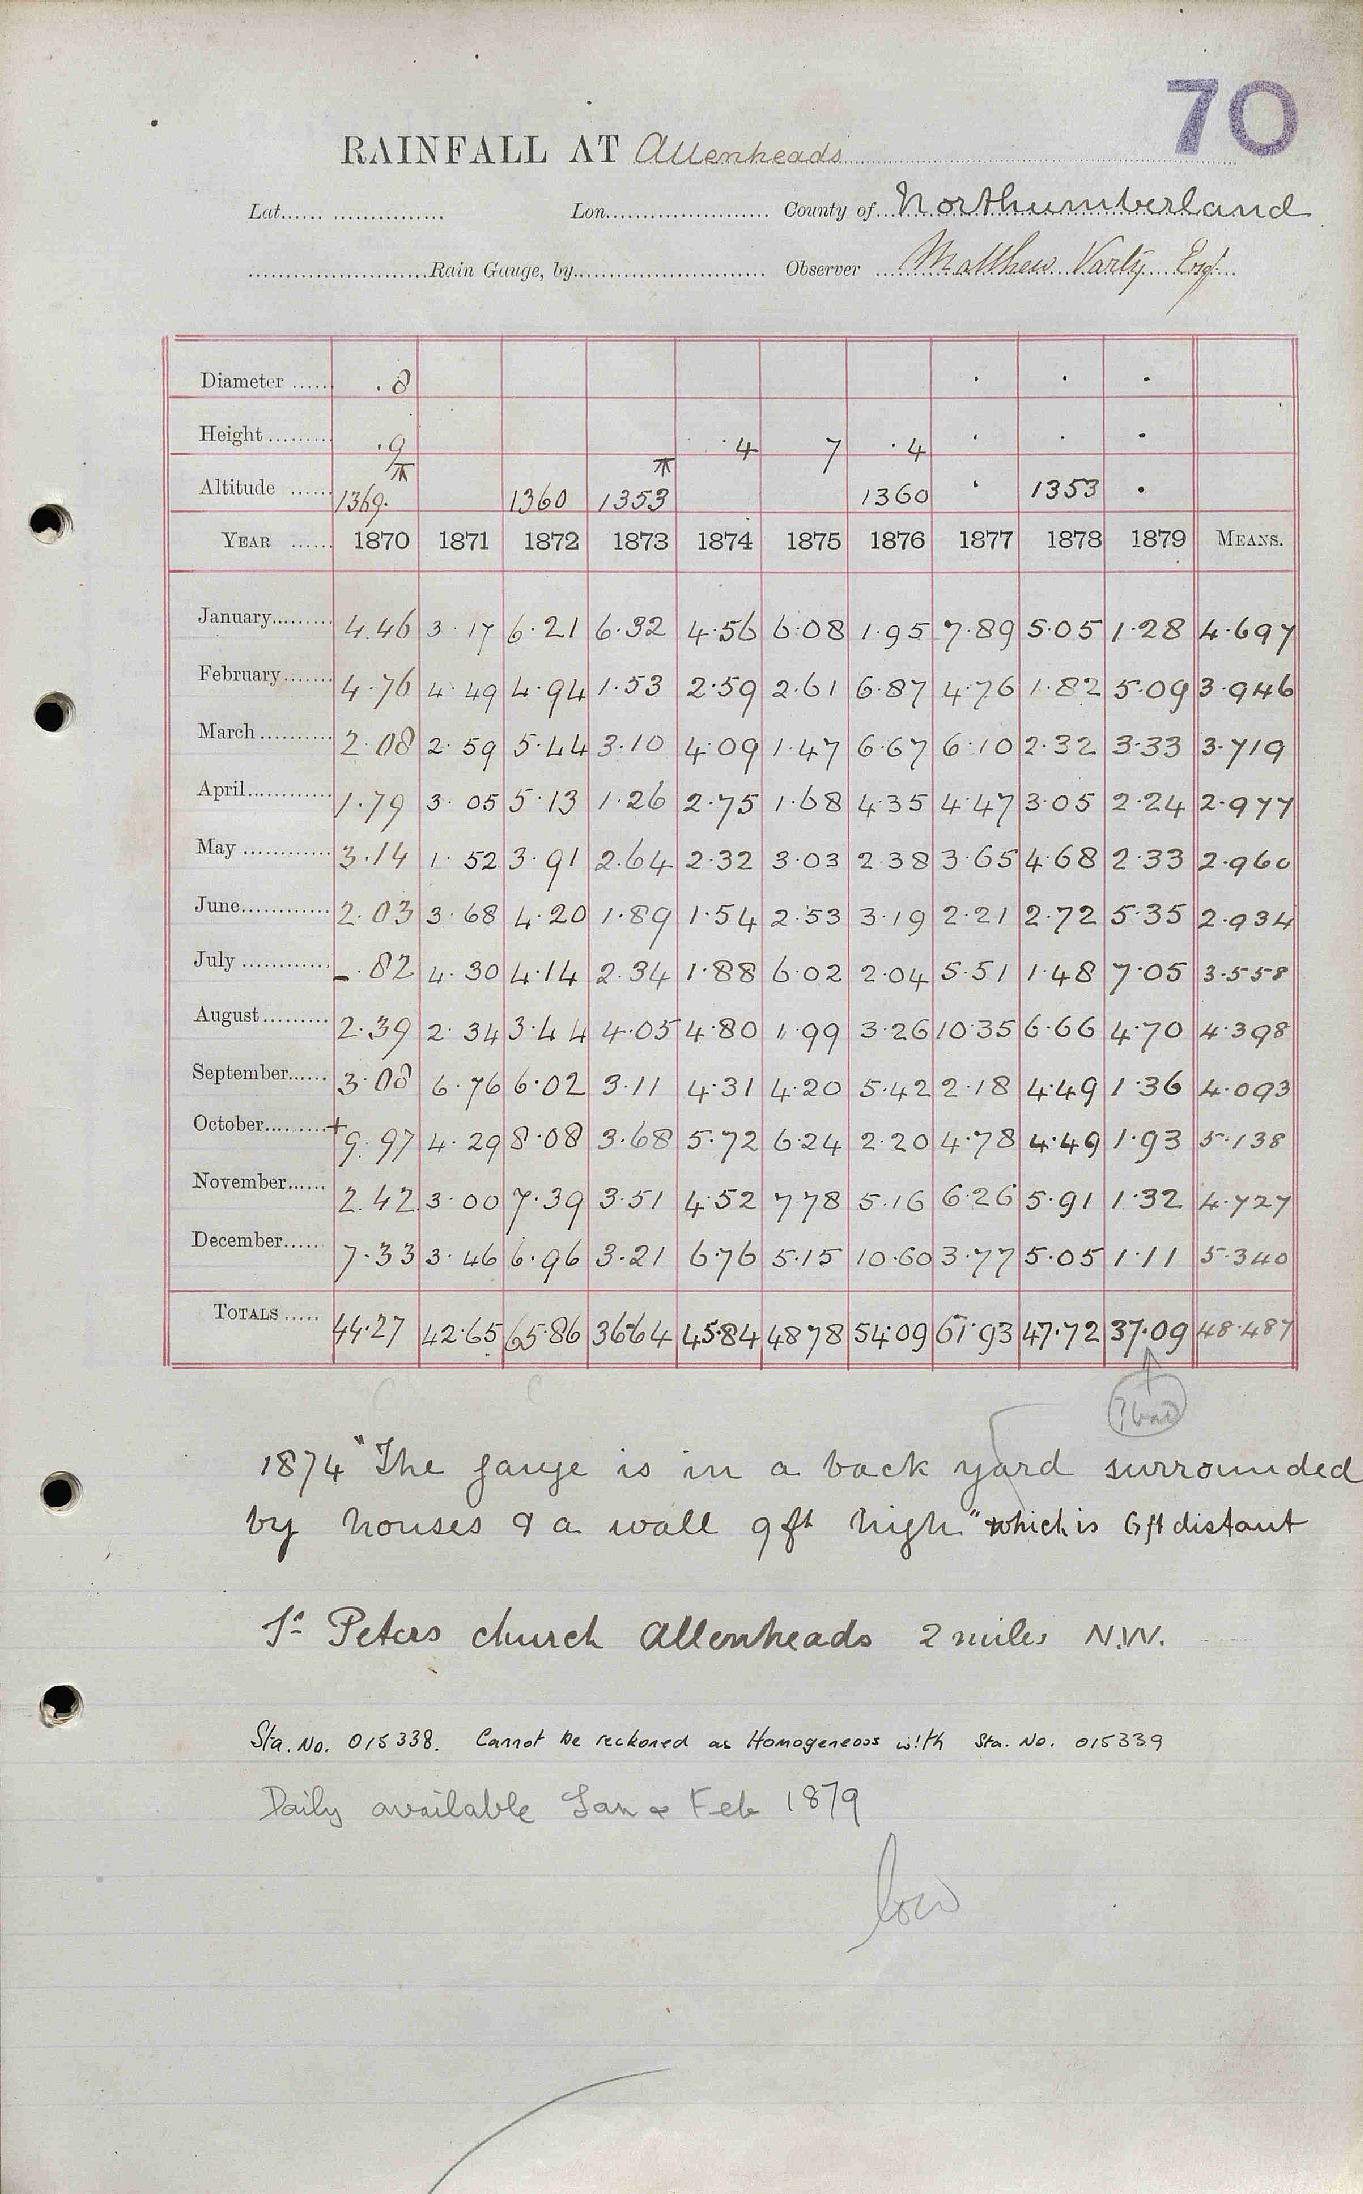 70
RAINFALL AT Allenheads
Lat. Lon. County of Northumberland
Rain Gauge, by Observer Matthew Varty Esq.
Diameter .8 . . .
Height .9 .4 7 .4 . . .
Altitude 1369. 1360 1353 1360 . 1353 .
YEAR 1870 1871 1872 1873 1874 1875 1876 1877 1878 1879 MEANS.
January 4.46 3.17 6.21 6.32 4.56 6.08 1.95 7.89 5.05 1.28 4.697
February 4.76 4.49 4.94 1.53 2.59 2.61 6.87 4.76 1.82 5.09 3.946
March 2.08 2.59 5.44 3.10 4.09 1.47 6.67 6.10 2.32 3.33 3.719
April 1.79 3.05 5.13 1.26 2.75 1.68 4.35 4.47 3.05 2.24 2.977
May 3.14 1.52 3.91 2.64 2.32 3.03 2.38 3.65 4.68 2.33 2.960
June 2.03 3.68 4.20 1.89 1.54 2.53 3.19 2.21 2.72 5.35 2.934
July -.82 4.30 4.14 2.34 1.88 6.02 2.04 5.51 1.48 7.05 3.558
August 2.39 2.34 3.44 4.05 4.80 1.99 3.26 10.35 6.66 4.70 4.398
September 3.08 6.76 6.02 3.11 4.31 4.20 5.42 2.18 4.49 1.36 4.093
October +9.97 4.29 8.08 3.68 5.72 6.24 2.20 4.78 4.49 1.93 5.138
November 2.42 3.00 7.39 3.51 4.52 7.78 5.16 6.26 5.91 1.32 4.727
December 7.33 3.46 6.96 3.21 6.76 5.15 10.60 3.77 5.05 1.11 5.340
TOTALS 44.27 42.65 65.86 36.64 45.84 48.78 54.09 61.93 47.72 37.09 48.487
? bad
1874 "The gauge is in a back yard surrounded
by houses & a wall 9 ft high" which is 6 ft distant
St Peters church Allenheads 2 miles N.W.
Sta. No. 015338. Cannot be reckoned as Homogeneous with Sta. No. 015339
Daily available Jan & Feb 1879
low